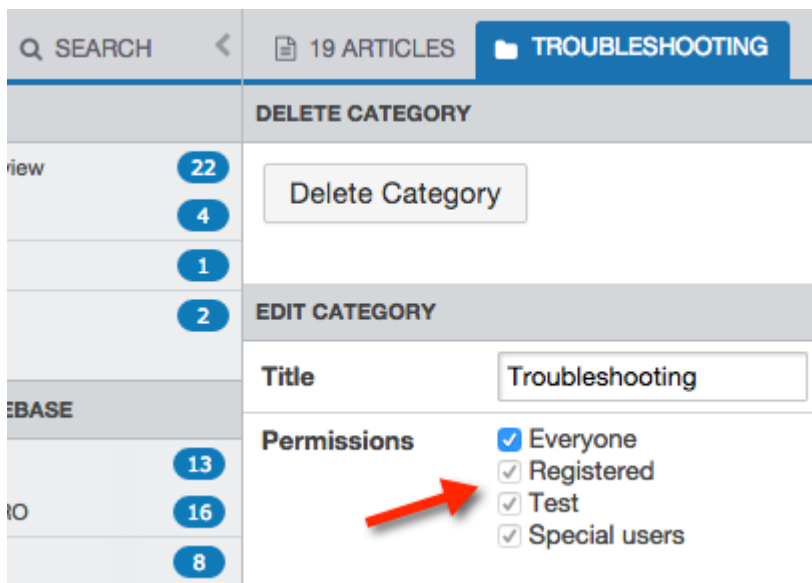 SEARCH
19 ARTICLES
TROUBLESHOOTING
DELETE CATEGORY
Delete Category
EDIT CATEGORY
Title
Troubleshooting
Permissions
Everyone
Registered
Test
Special users
view
22
4
1
2
EBASE
13
RO
16
8